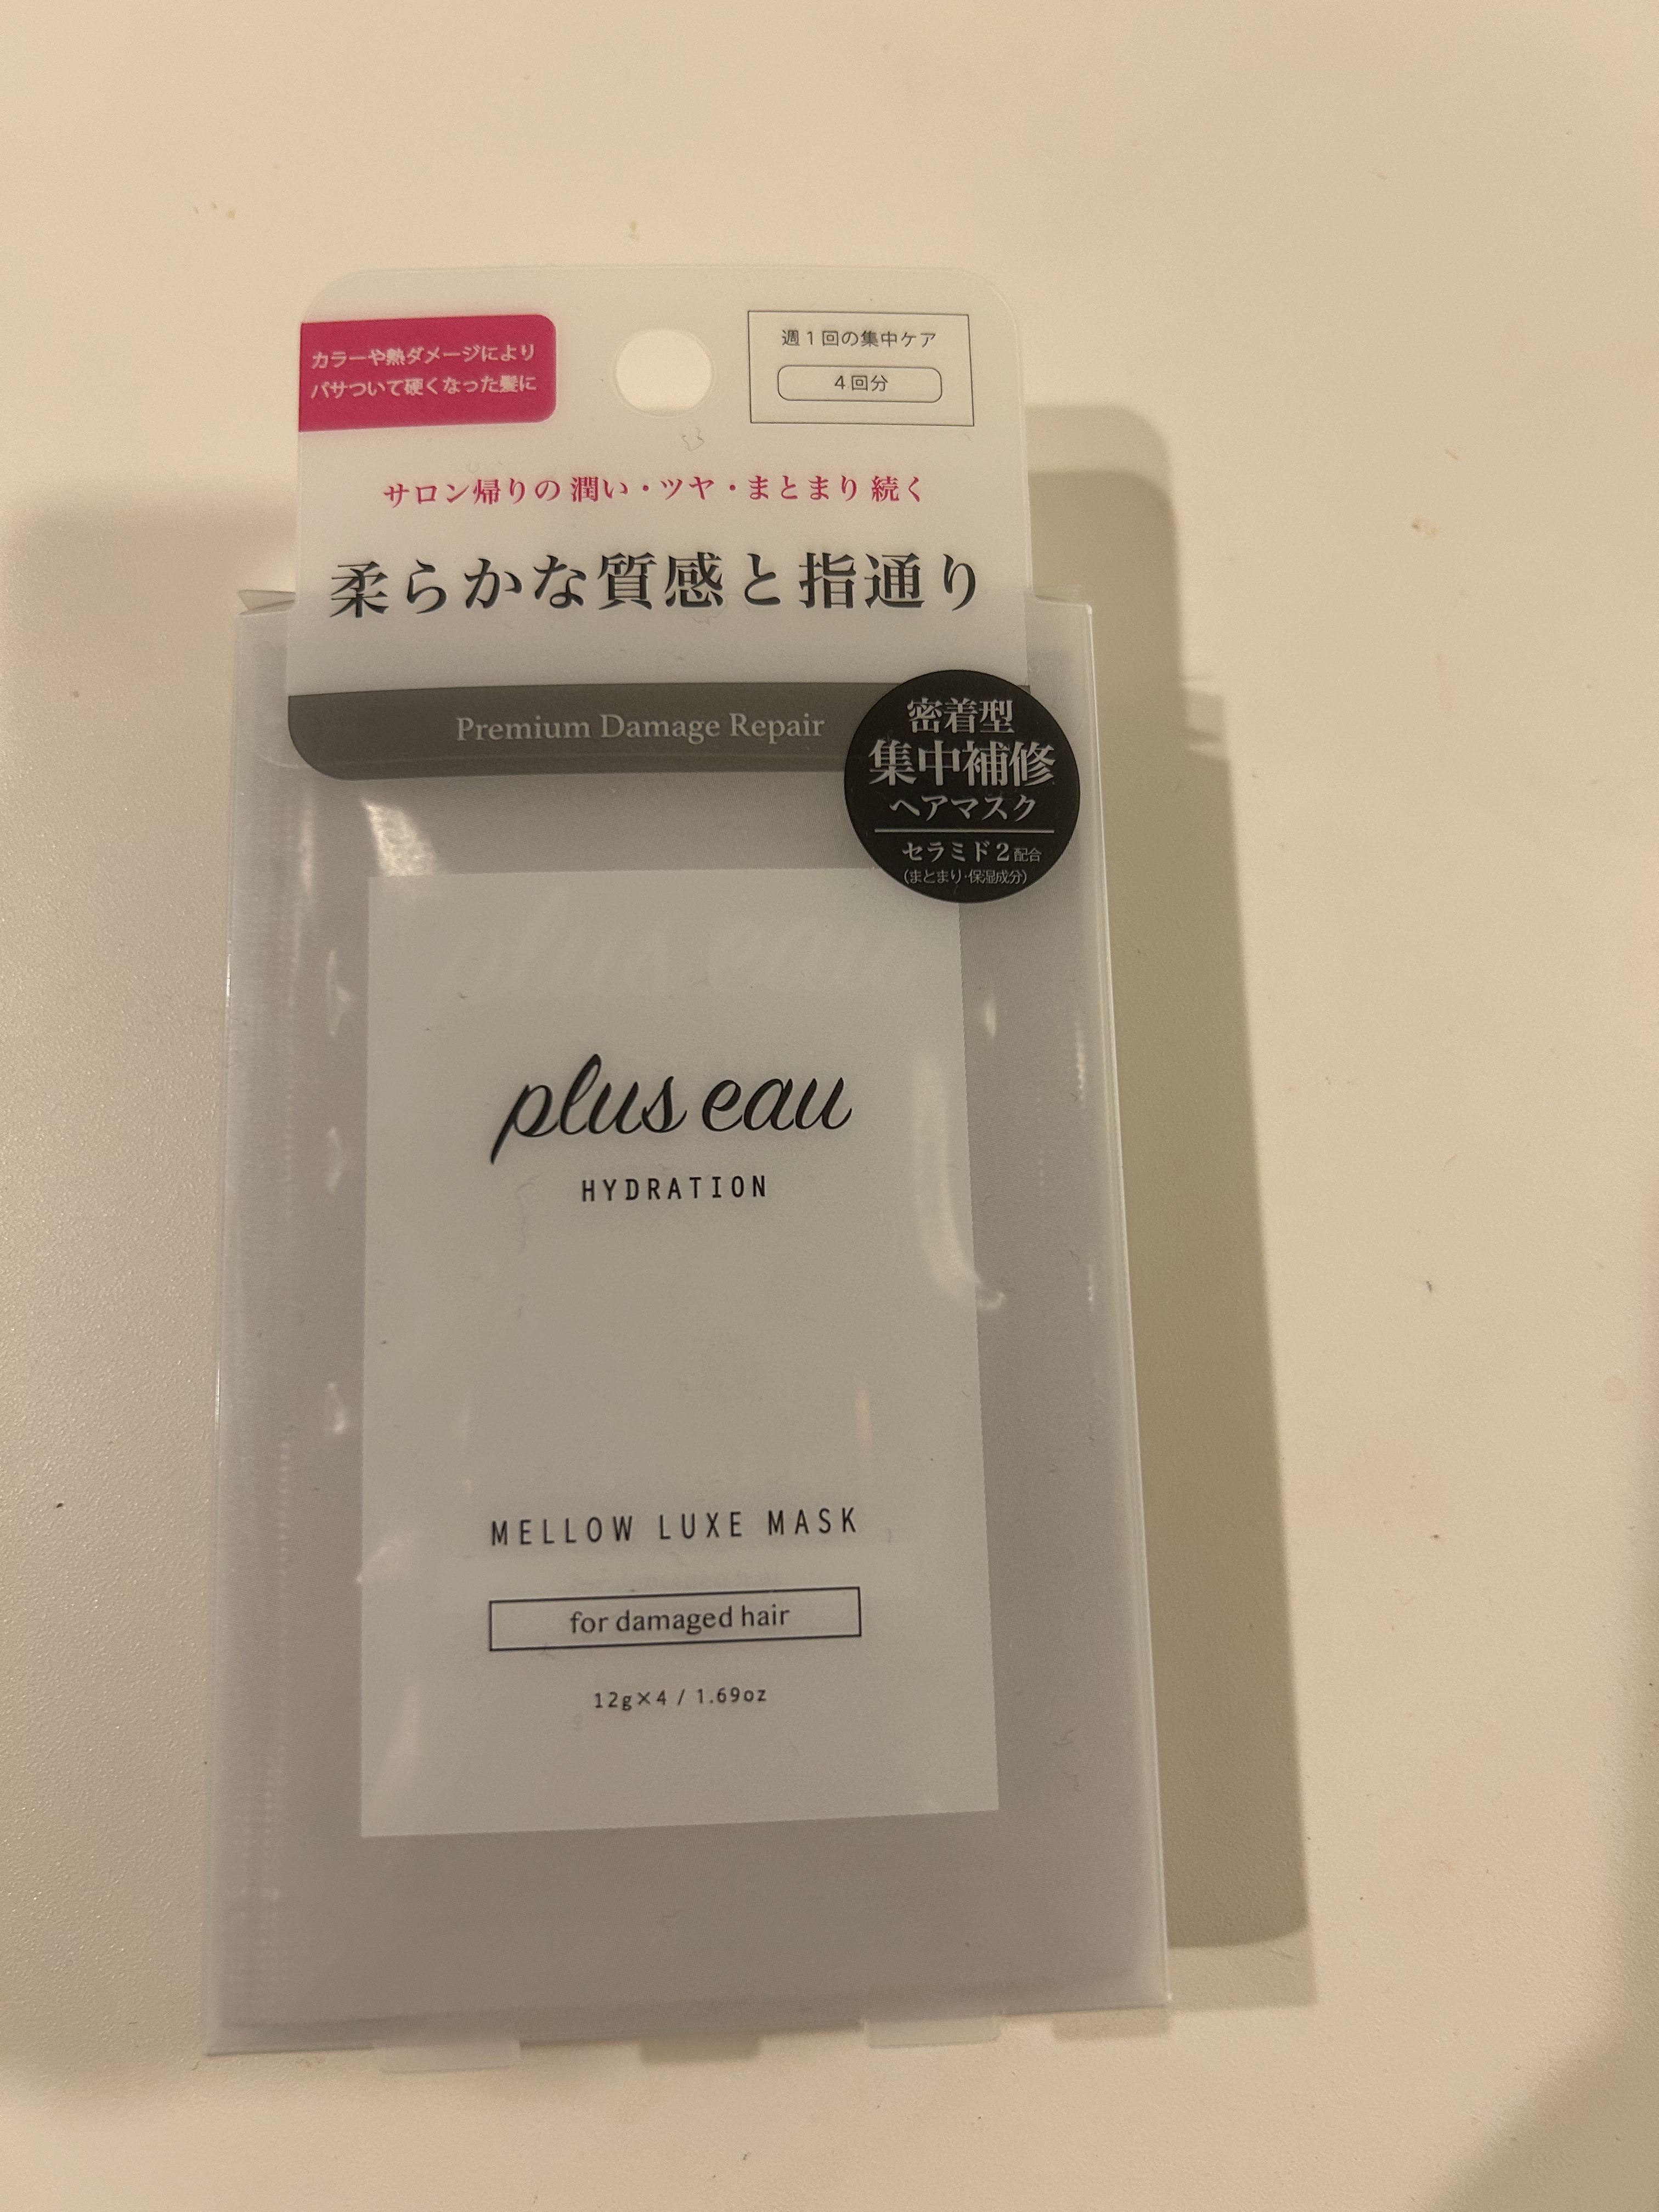 カラーや熱ダメージにより
パサついて硬くなった髪に
週1回の集中ケア
4回分
サロン帰りの 潤い・ツヤ・まとまり 続く
柔らかな質感と指通り
Premium Damage Repair
密着型
集中補修
ヘアマスク
セラミド2配合
(まとまり・保湿成分)
plus eau
plus eau
HYDRATION
MELLOW LUXE MASK
for damaged hair
12g×4 / 1.69oz